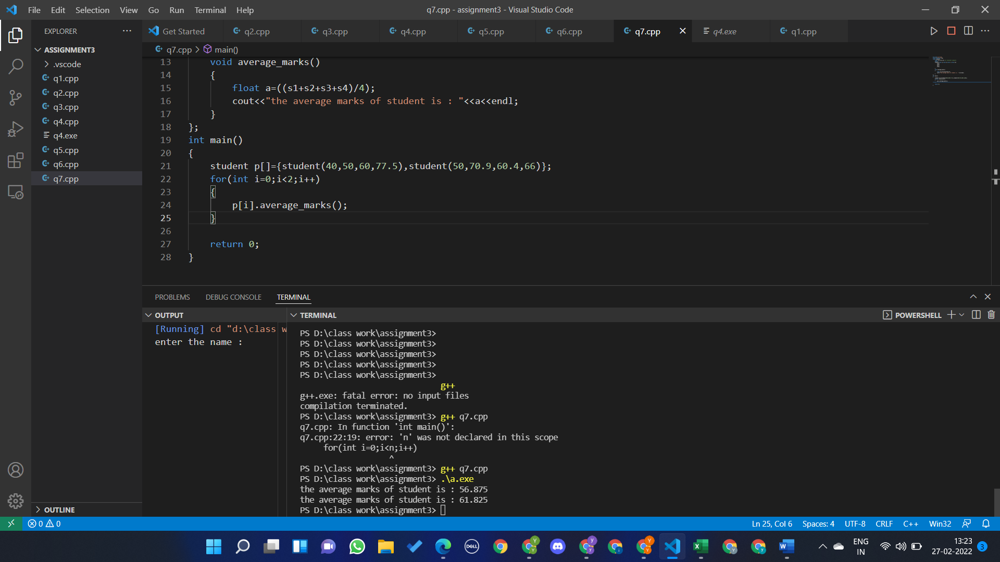 File Edit Selection View Go Run Terminal Help
q7.cpp - assignment3 - Visual Studio Code
EXPLORER
Get Started
q2.cpp
q3.cpp
q4.cpp
q5.cpp
q6.cpp
q7.cpp
q4.exe
q1.cpp
ASSIGNMENT3
.vscode
q1.cpp
q2.cpp
q3.cpp
q4.cpp
q4.exe
q5.cpp
q6.cpp
q7.cpp
OUTLINE
q7.cpp > main()
13 void average_marks()
14 {
15 float a=((s1+s2+s3+s4)/4);
16 cout<<"the average marks of student is : "<<a<<endl;
17 }
18 };
19 int main()
20 {
21 student p[]={student(40,50,60,77.5),student(50,70.9,60.4,66)};
22 for(int i=0;i<2;i++)
23 {
24 p[i].average_marks();
25 }
26
27 return 0;
28 }
PROBLEMS DEBUG CONSOLE TERMINAL
OUTPUT
[Running] cd "d:\class w
enter the name :
TERMINAL
POWERSHELL
PS D:\class work\assignment3>
PS D:\class work\assignment3>
PS D:\class work\assignment3>
PS D:\class work\assignment3>
PS D:\class work\assignment3>
g++
g++.exe: fatal error: no input files
compilation terminated.
PS D:\class work\assignment3> g++ q7.cpp
q7.cpp: In function 'int main()':
q7.cpp:22:19: error: 'n' was not declared in this scope
for(int i=0;i<n;i++)
^
PS D:\class work\assignment3> g++ q7.cpp
PS D:\class work\assignment3> .\a.exe
the average marks of student is : 56.875
the average marks of student is : 61.825
PS D:\class work\assignment3>
0 0
Ln 25, Col 6 Spaces: 4 UTF-8 CRLF C++ Win32
DELL
ENG
IN
13:23
27-02-2022
3